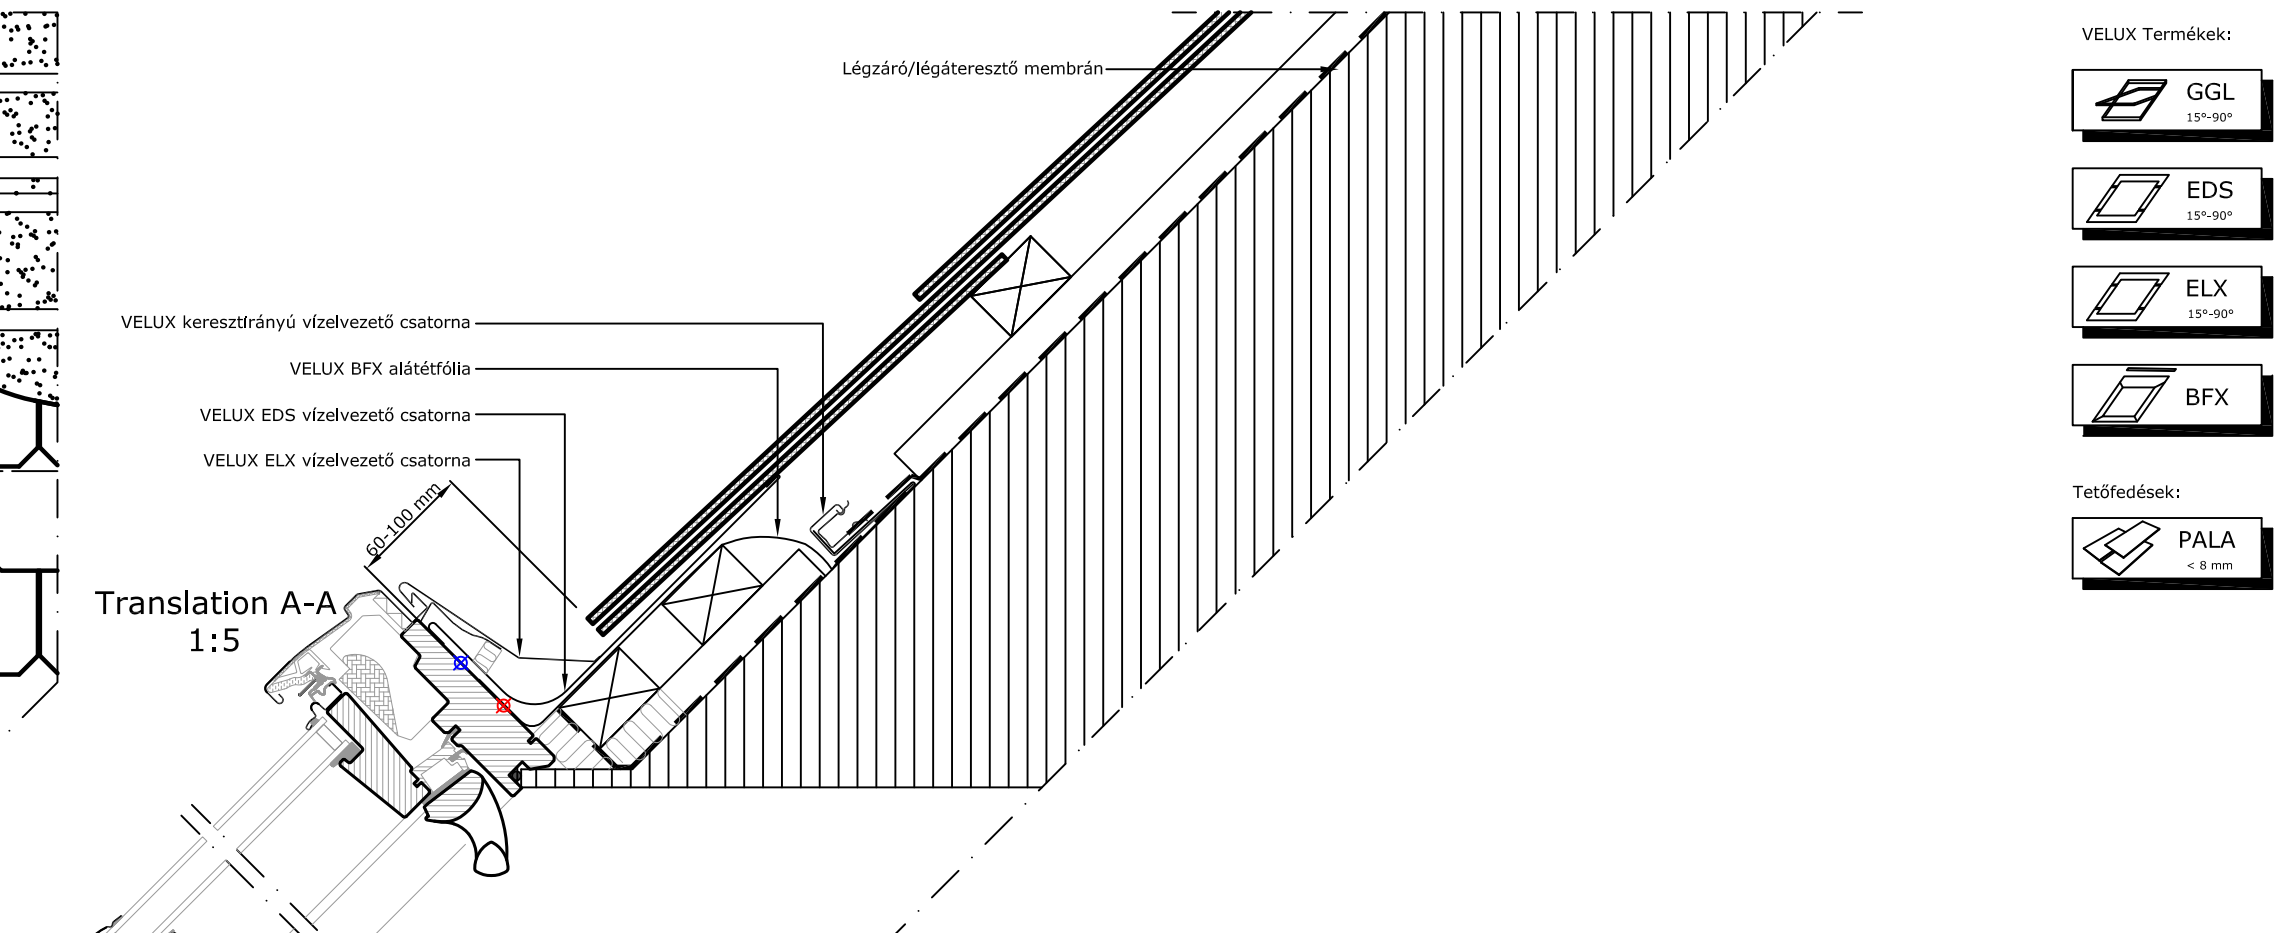 Légzáró/légáteresztő membrán
VELUX keresztirányú vízelvezető csatorna
VELUX BFX alátétfólia
VELUX EDS vízelvezető csatorna
VELUX ELX vízelvezető csatorna
60-100 mm
Translation A-A
1:5
VELUX Termékek:
GGL
15°-90°
EDS
15°-90°
ELX
15°-90°
BFX
Tetőfedések:
PALA
< 8 mm